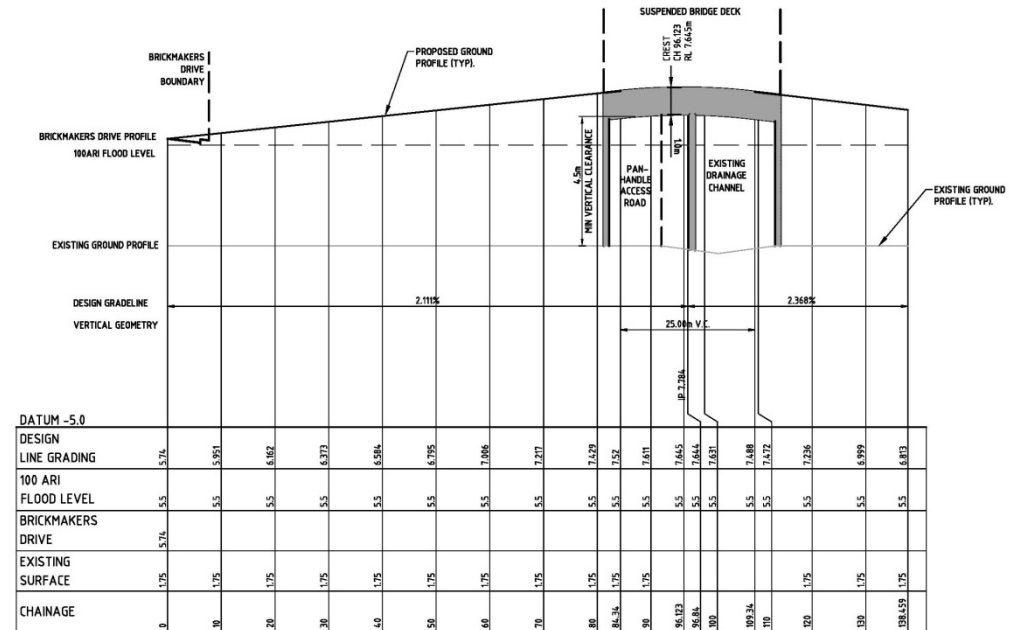 SUSPENDED BRIDGE DECK
CREST
CH 96.123
RL 7.645m
BRICKMAKERS
DRIVE
BOUNDARY
PROPOSED GROUND
PROFILE (TYP).
BRICKMAKERS DRIVE PROFILE
100ARI FLOOD LEVEL
4.5m
MIN VERTICAL CLEARANCE
1.0m
PAN-
HANDLE
ACCESS
ROAD
EXISTING
DRAINAGE
CHANNEL
EXISTING GROUND
PROFILE (TYP).
EXISTING GROUND PROFILE
DESIGN GRADELINE
2.111%
2.368%
VERTICAL GEOMETRY
25.00m V.C.
IP 7.784
DATUM -5.0
DESIGN
LINE GRADING
5.74 5.951 6.162 6.373 6.584 6.795 7.006 7.217 7.429 7.52 7.611 7.645 7.644 7.631 7.488 7.472 7.236 6.999 6.813
100 ARI
FLOOD LEVEL
5.5 5.5 5.5 5.5 5.5 5.5 5.5 5.5 5.5 5.5 5.5 5.5 5.5 5.5 5.5 5.5 5.5 5.5 5.5
BRICKMAKERS
DRIVE
5.74
EXISTING
SURFACE
1.75 1.75 1.75 1.75 1.75 1.75 1.75 1.75 1.75 1.75 1.75 1.75 1.75 1.75
CHAINAGE
0 10 20 30 40 50 60 70 80 84.34 90 96.123 96.84 100 109.34 110 120 130 138.459